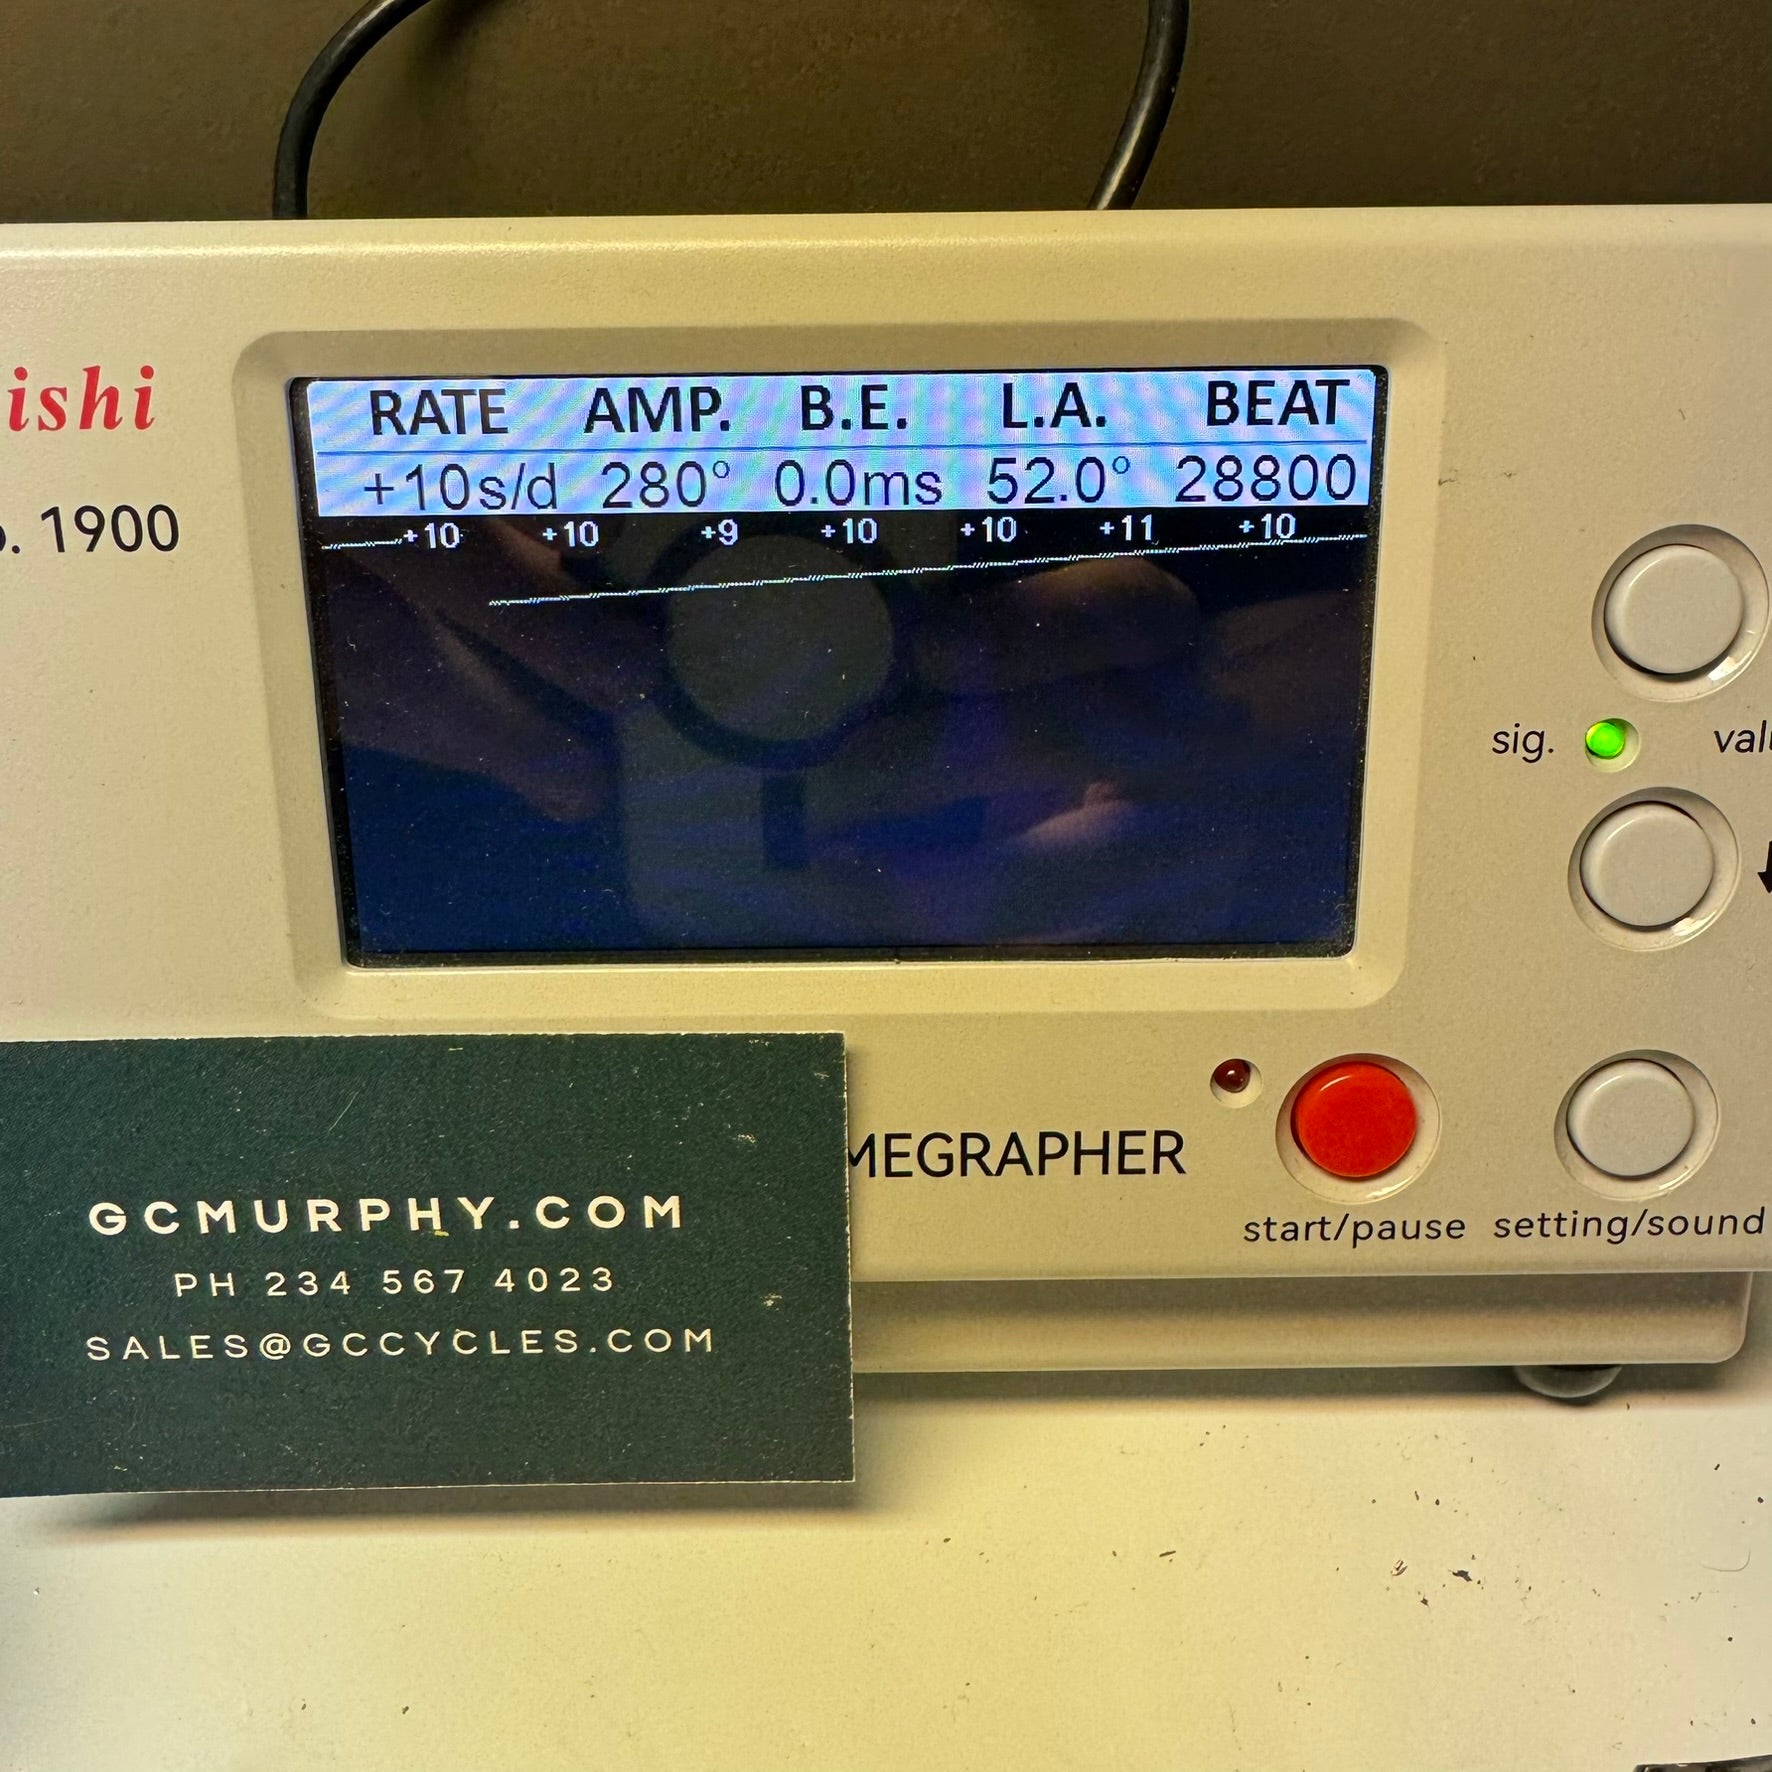 RATE AMP. B.E. L.A. BEAT
+10s/d 280° 0.0ms 52.0° 28800
+10 +10 +9 +10 +10 +11 +10
ishi
. 1900
sig.
MEGRAPHER
start/pause setting/sound
GCMURPHY.COM
PH 234 567 4023
SALES@GCCYCLES.COM